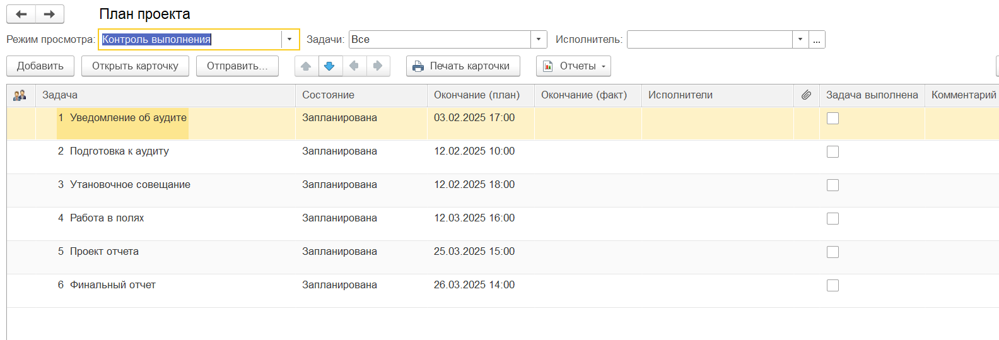 План проекта
Режим просмотра: Контроль выполнения Задачи: Все Исполнитель: ...
Добавить Открыть карточку Отправить... Печать карточки Отчеты
Задача Состояние Окончание (план) Окончание (факт) Исполнители Задача выполнена Комментарий
1 Уведомление об аудите Запланирована 03.02.2025 17:00
2 Подготовка к аудиту Запланирована 12.02.2025 10:00
3 Утановочное совещание Запланирована 12.02.2025 18:00
4 Работа в полях Запланирована 12.03.2025 16:00
5 Проект отчета Запланирована 25.03.2025 15:00
6 Финальный отчет Запланирована 26.03.2025 14:00